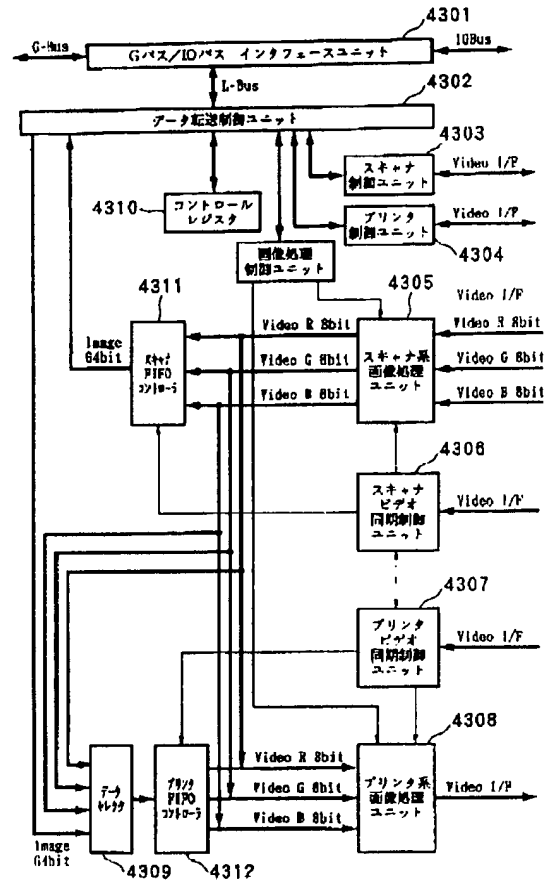 4301
G-Bus
Gバス/IOバス インタフェースユニット
IOBus
L-Bus
4302
データ転送制御ユニット
4303
スキャナ
制御ユニット
Video I/F
4310
コントロール
レジスタ
プリンタ
制御ユニット
Video I/F
4304
画像処理
制御ユニット
4311
4305
Video I/F
Image
64bit
スキャナ
FIFO
コントローラ
Video R 8bit
Video G 8bit
Video B 8bit
スキャナ系
画像処理
ユニット
Video R 8bit
Video G 8bit
Video B 8bit
4306
スキャナ
ビデオ
同期制御
ユニット
Video I/F
4307
プリンタ
ビデオ
同期制御
ユニット
Video I/F
4308
データ
セレクタ
プリンタ
FIFO
コントローラ
Video R 8bit
Video G 8bit
Video B 8bit
プリンタ系
画像処理
ユニット
Video I/F
Image
64bit
4309
4312